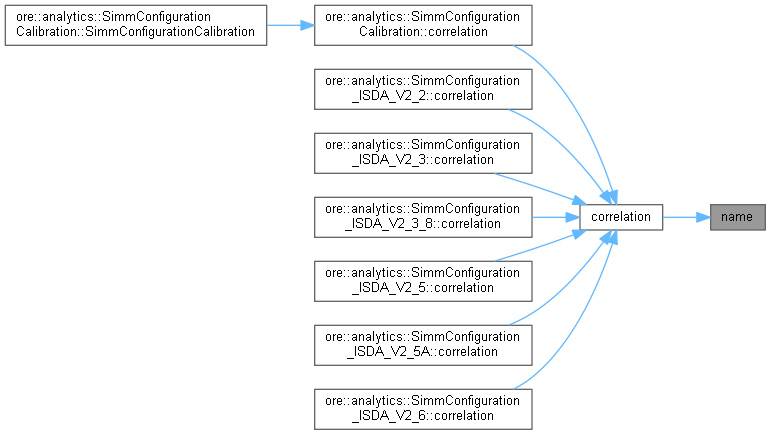 ore::analytics::SimmConfiguration
Calibration::SimmConfigurationCalibration
ore::analytics::SimmConfiguration
Calibration::correlation
ore::analytics::SimmConfiguration
_ISDA_V2_2::correlation
ore::analytics::SimmConfiguration
_ISDA_V2_3::correlation
ore::analytics::SimmConfiguration
_ISDA_V2_3_8::correlation
ore::analytics::SimmConfiguration
_ISDA_V2_5::correlation
ore::analytics::SimmConfiguration
_ISDA_V2_5A::correlation
ore::analytics::SimmConfiguration
_ISDA_V2_6::correlation
correlation
name